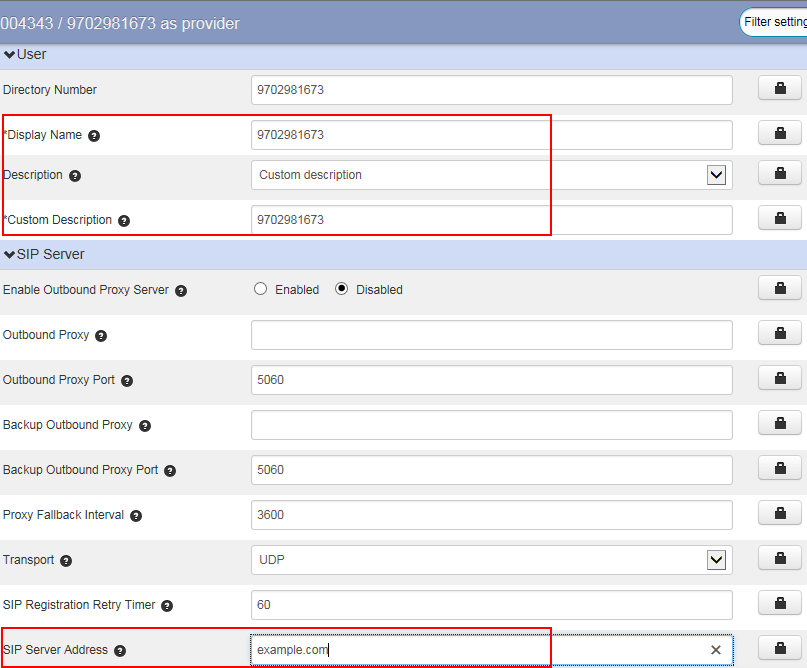 004343 / 9702981673 as provider
Filter setting
User
Directory Number 9702981673
*Display Name ? 9702981673
Description ? Custom description
*Custom Description ? 9702981673
SIP Server
Enable Outbound Proxy Server ? Enabled Disabled
Outbound Proxy ?
Outbound Proxy Port ? 5060
Backup Outbound Proxy ?
Backup Outbound Proxy Port ? 5060
Proxy Fallback Interval ? 3600
Transport ? UDP
SIP Registration Retry Timer ? 60
SIP Server Address ? example.com